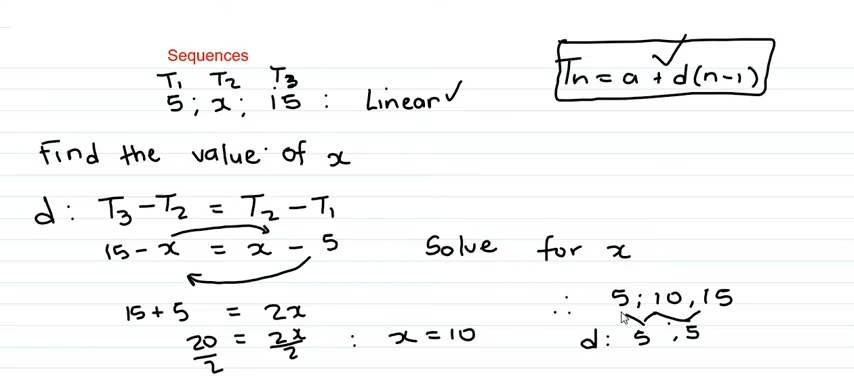 Sequences
T1 T2 T3
5 ; x ; 15 : Linear ✓
Tn = a + d(n-1) ✓
Find the value of x
d : T3 - T2 = T2 - T1
15 - x = x - 5
Solve for x
15 + 5 = 2x
20/2 = 2x/2 : x = 10
∴ 5 ; 10 , 15
d : 5 ; 5